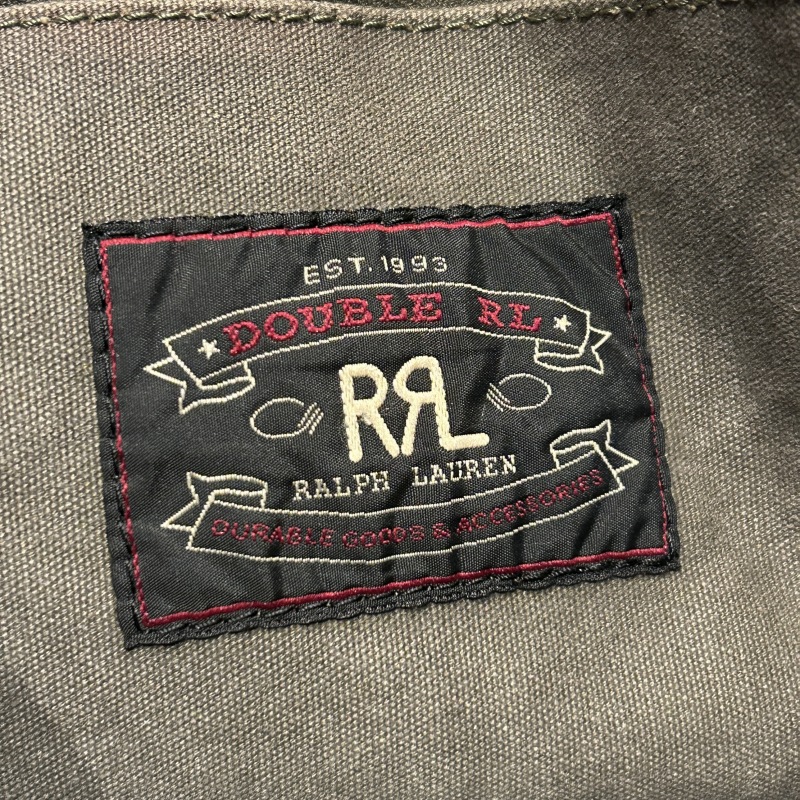 EST. 1993
★ DOUBLE RL ★
RRL
RALPH LAUREN
DURABLE GOODS & ACCESSORIES